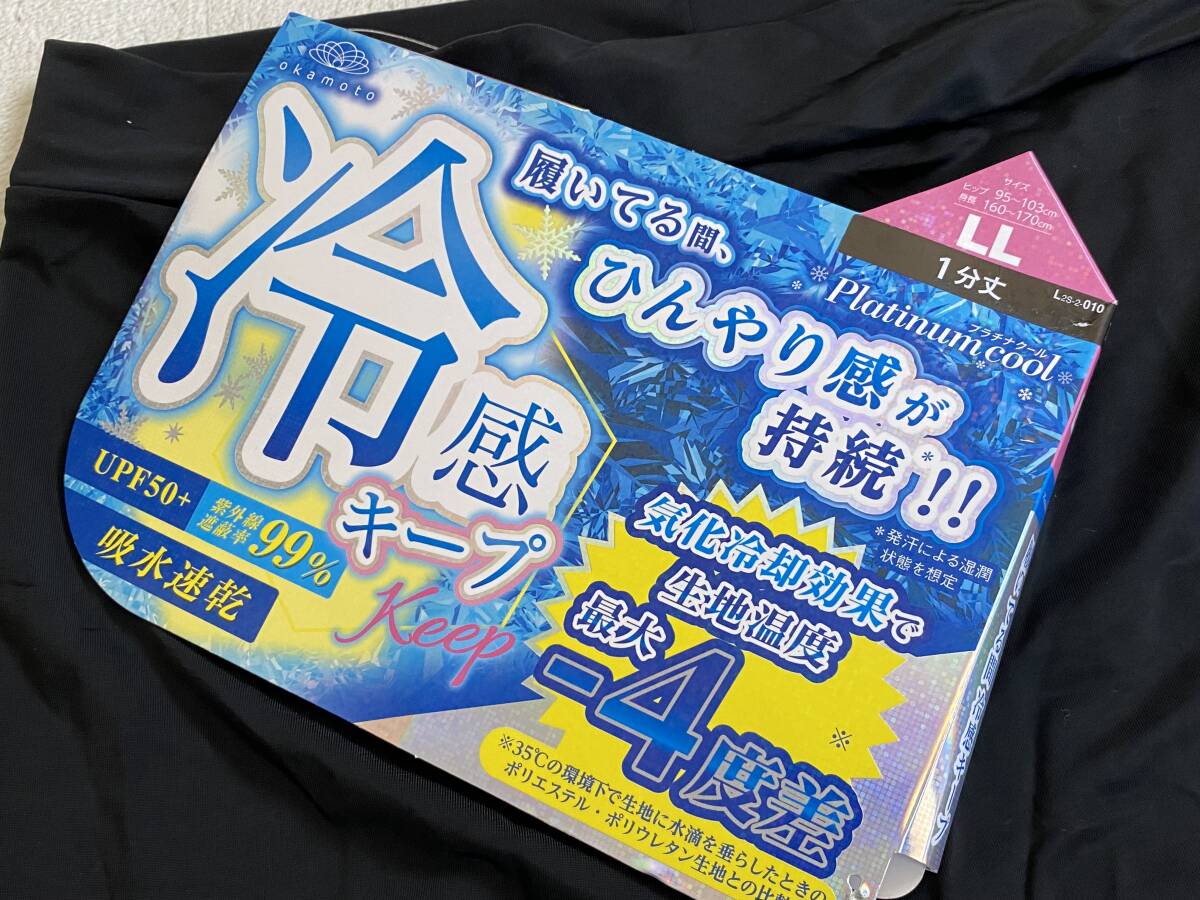 okamoto
冷感
キープ
Keep
UPF50+
紫外線
遮蔽率
99%
吸水速乾
履いてる間、
ひんやり感が
持続*!!
*発汗による湿潤
状態を想定
サイズ
ヒップ 95~103cm
身長 160~170cm
LL
1分丈
L2S-2-010
プラチナクール
Platinum cool
気化冷却効果で
生地温度
最大
-4度差※
※35℃の環境下で生地に水滴を垂らしたときの
ポリエステル・ポリウレタン生地との比較